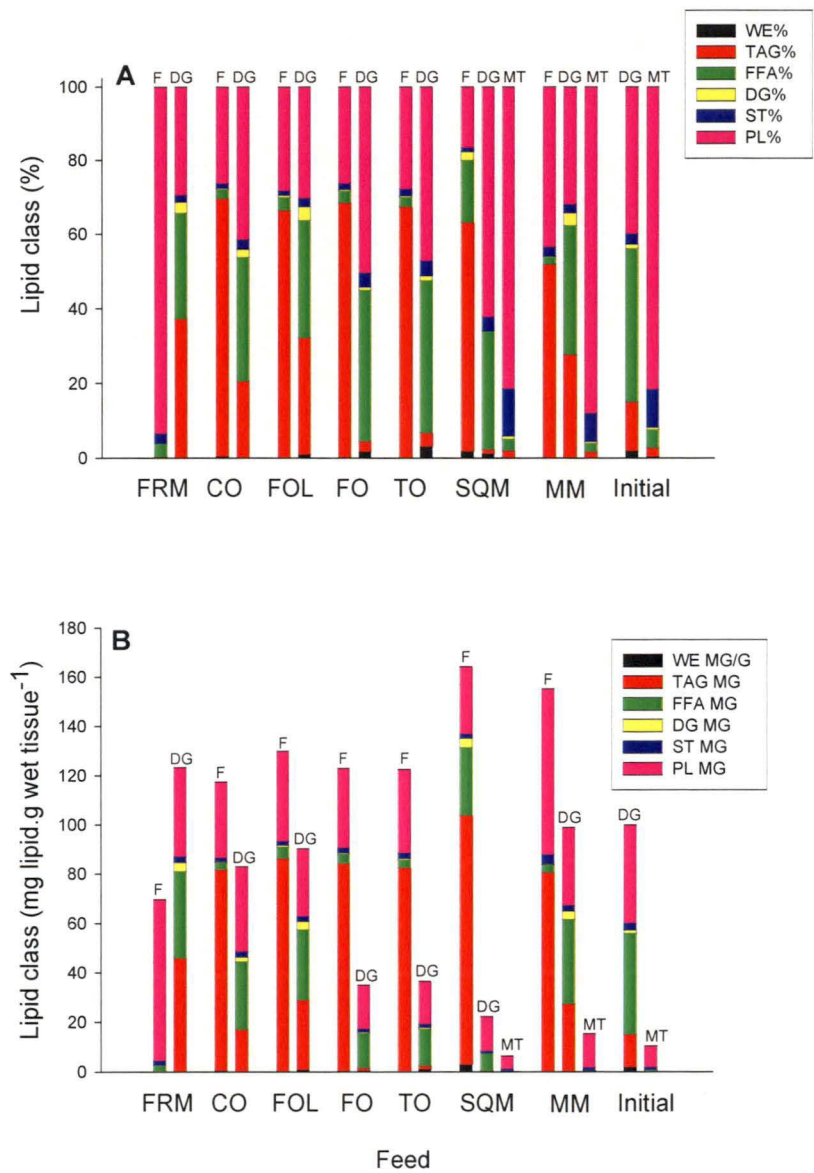 WE%
TAG%
FFA%
DG%
ST%
PL%
A
F DG F DG F DG F DG F DG F DG MT F DG MT DG MT
100
80
60
40
20
0
Lipid class (%)
FRM CO FOL FO TO SQM MM Initial
B
180
160
140
120
100
80
60
40
20
0
Lipid class (mg lipid.g wet tissue-1)
WE MG/G
TAG MG
FFA MG
DG MG
ST MG
PL MG
F DG F DG F DG F DG F DG F DG MT F DG MT DG MT
FRM CO FOL FO TO SQM MM Initial
Feed